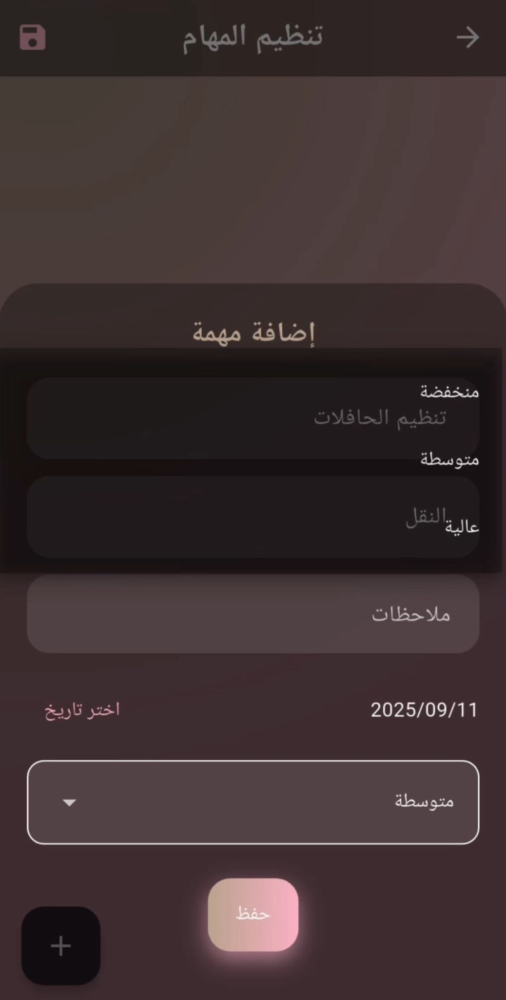 تنظيم المهام
إضافة مهمة
منخفضة
تنظيم الحافلات
متوسطة
النقل
عالية
ملاحظات
2025/09/11
اختر تاريخ
متوسطة
حفظ